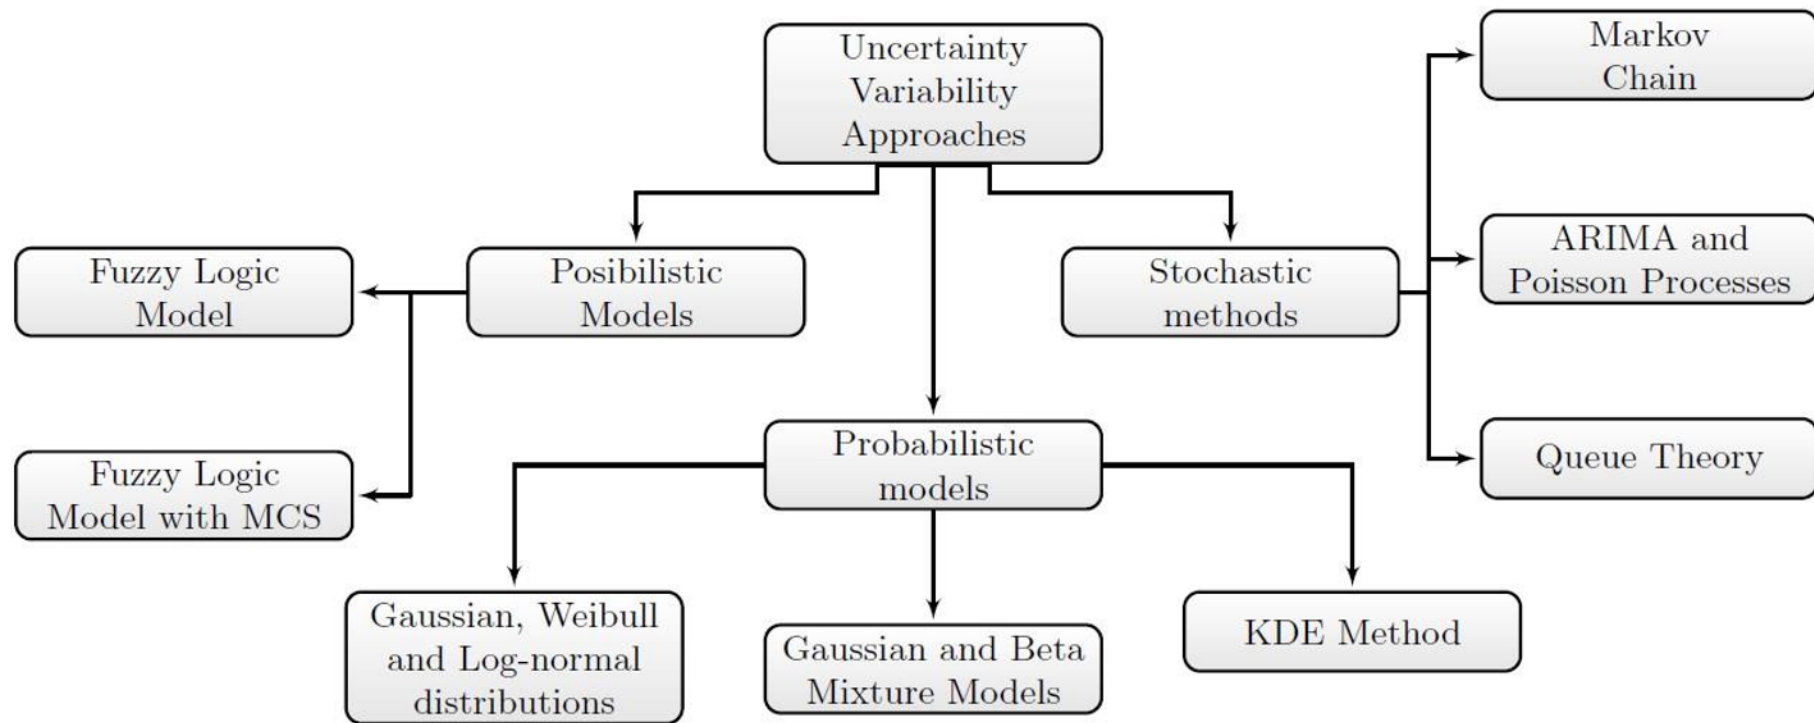 Uncertainty
Variability
Approaches
Markov
Chain
Fuzzy Logic
Model
Posibilistic
Models
Stochastic
methods
ARIMA and
Poisson Processes
Fuzzy Logic
Model with MCS
Probabilistic
models
Queue Theory
Gaussian, Weibull
and Log-normal
distributions
Gaussian and Beta
Mixture Models
KDE Method